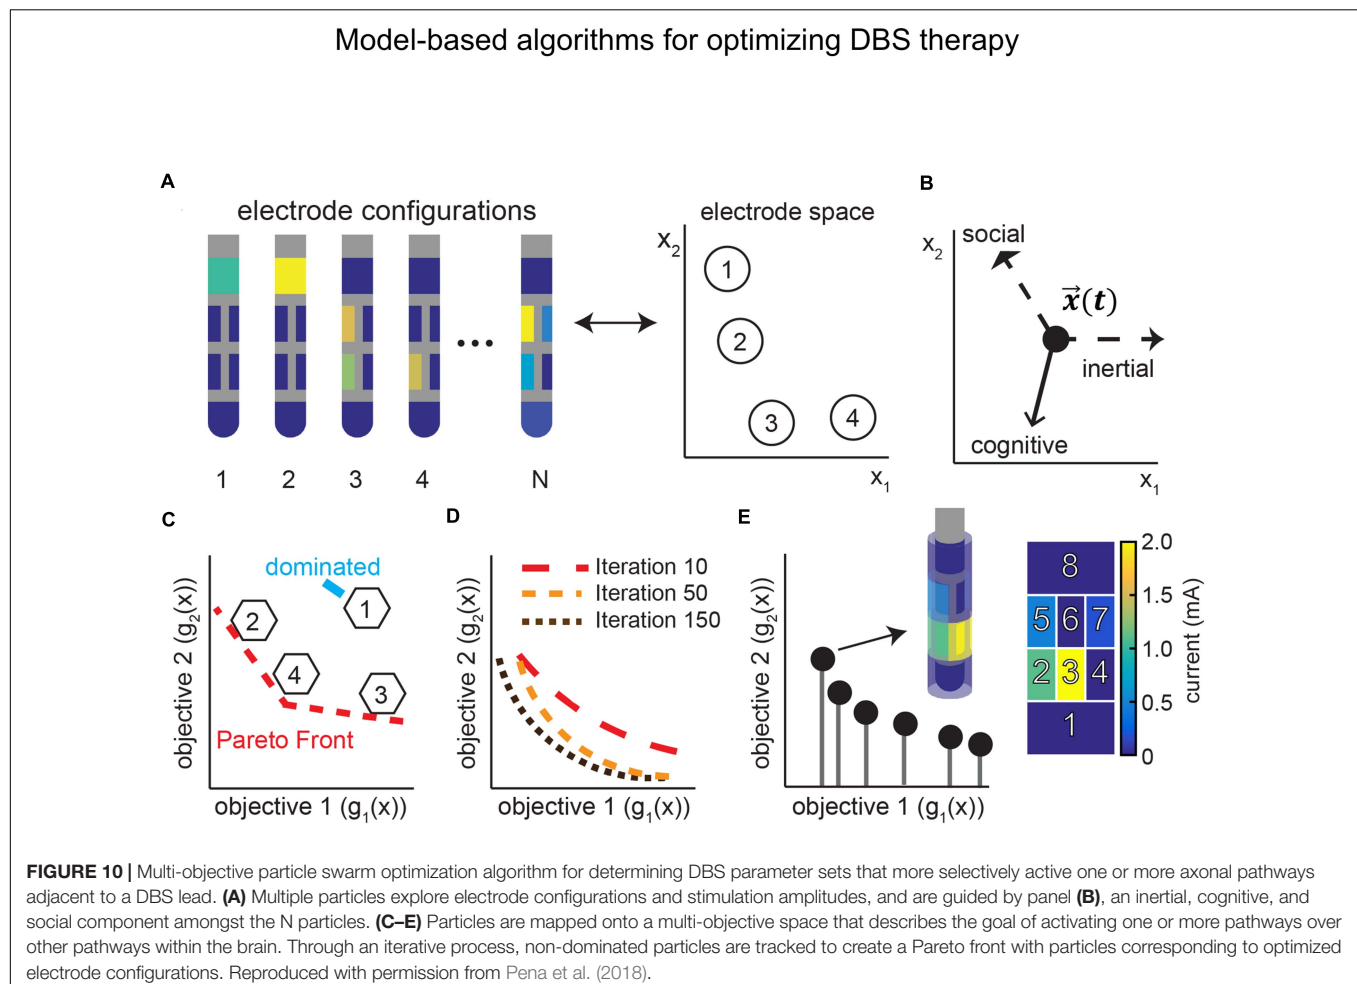 Model-based algorithms for optimizing DBS therapy
A
electrode configurations
1 2 3 4 N
electrode space
x2
1
2
3
4
x1
B
x2
social
x(t)
inertial
cognitive
x1
C
objective 2 (g2(x))
dominated
1
2
4
3
Pareto Front
objective 1 (g1(x))
D
objective 2 (g2(x))
Iteration 10
Iteration 50
Iteration 150
objective 1 (g1(x))
E
objective 2 (g2(x))
objective 1 (g1(x))
8
5 6 7
2 3 4
1
2.0
1.5
1.0
0.5
0
current (mA)
FIGURE 10 | Multi-objective particle swarm optimization algorithm for determining DBS parameter sets that more selectively active one or more axonal pathways
adjacent to a DBS lead. (A) Multiple particles explore electrode configurations and stimulation amplitudes, and are guided by panel (B), an inertial, cognitive, and
social component amongst the N particles. (C–E) Particles are mapped onto a multi-objective space that describes the goal of activating one or more pathways over
other pathways within the brain. Through an iterative process, non-dominated particles are tracked to create a Pareto front with particles corresponding to optimized
electrode configurations. Reproduced with permission from Pena et al. (2018).